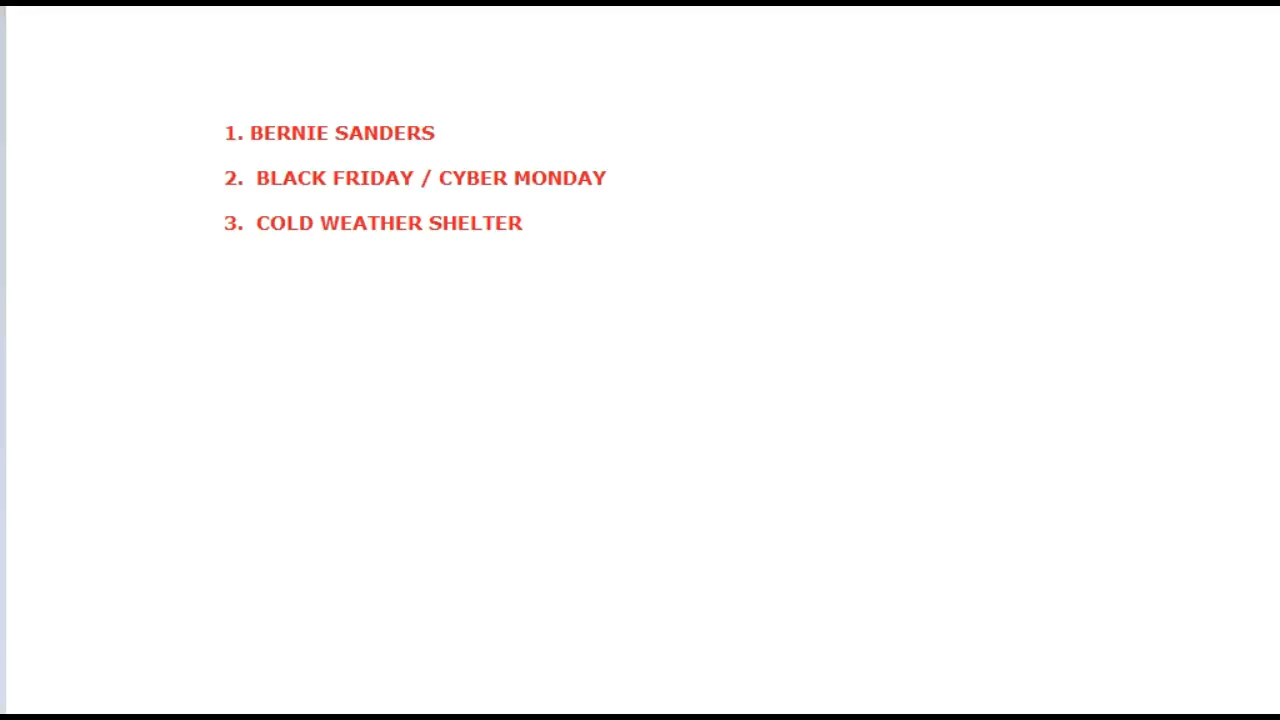 1. BERNIE SANDERS
2. BLACK FRIDAY / CYBER MONDAY
3. COLD WEATHER SHELTER